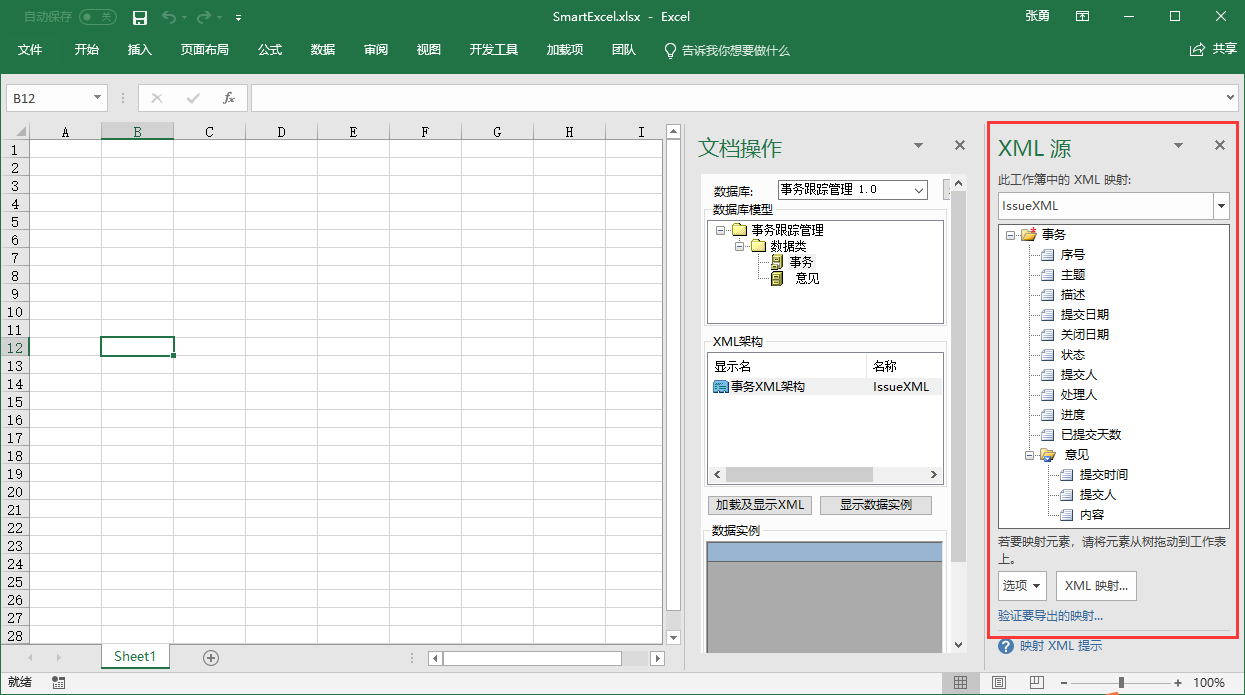 自动保存 关 SmartExcel.xlsx - Excel 张勇
文件 开始 插入 页面布局 公式 数据 审阅 视图 开发工具 加载项 团队 告诉我你想要做什么 共享
B12 fx
A B C D E F G H I
1
2
3
4
5
6
7
8
9
10
11
12
13
14
15
16
17
18
19
20
21
22
23
24
25
26
27
28
Sheet1
就绪
文档操作
数据库: 事务跟踪管理 1.0
数据库模型
事务跟踪管理
数据类
事务
意见
XML架构
显示名 名称
事务XML架构 IssueXML
加载及显示XML 显示数据实例
数据实例
XML 源
此工作簿中的 XML 映射:
IssueXML
事务
序号
主题
描述
提交日期
关闭日期
状态
提交人
处理人
进度
已提交天数
意见
提交时间
提交人
内容
若要映射元素，请将元素从树拖动到工作表
上。
选项 XML 映射...
验证要导出的映射...
? 映射 XML 提示
100%